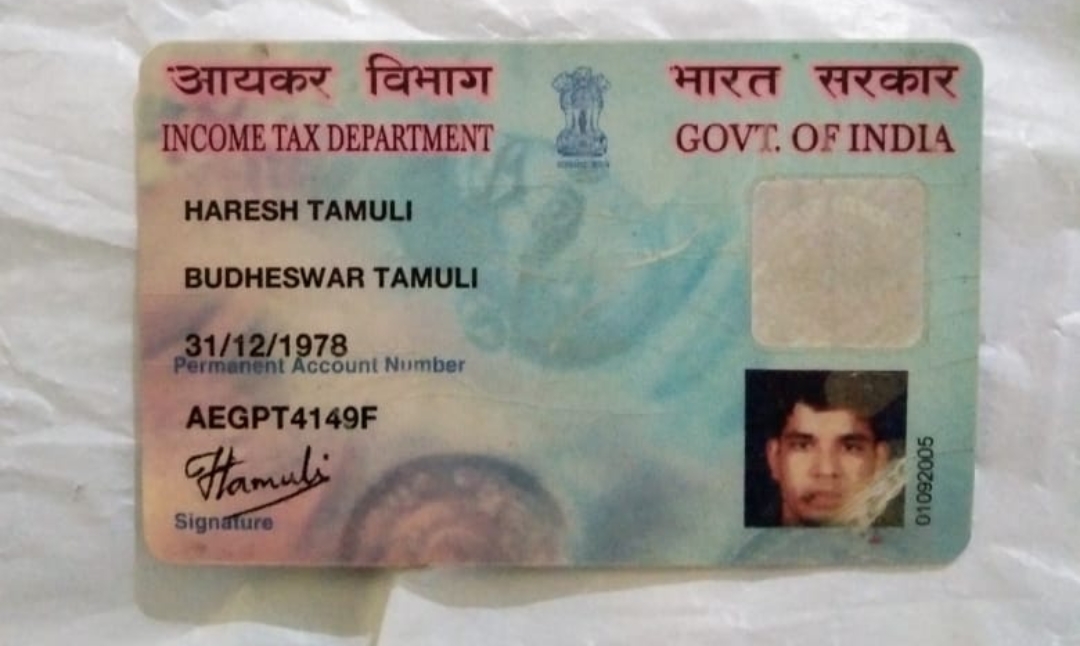 आयकर विभाग
भारत सरकार
INCOME TAX DEPARTMENT
GOVT. OF INDIA
HARESH TAMULI
BUDHESWAR TAMULI
31/12/1978
Permanent Account Number
AEGPT4149F
Htamuli
Signature
01092005